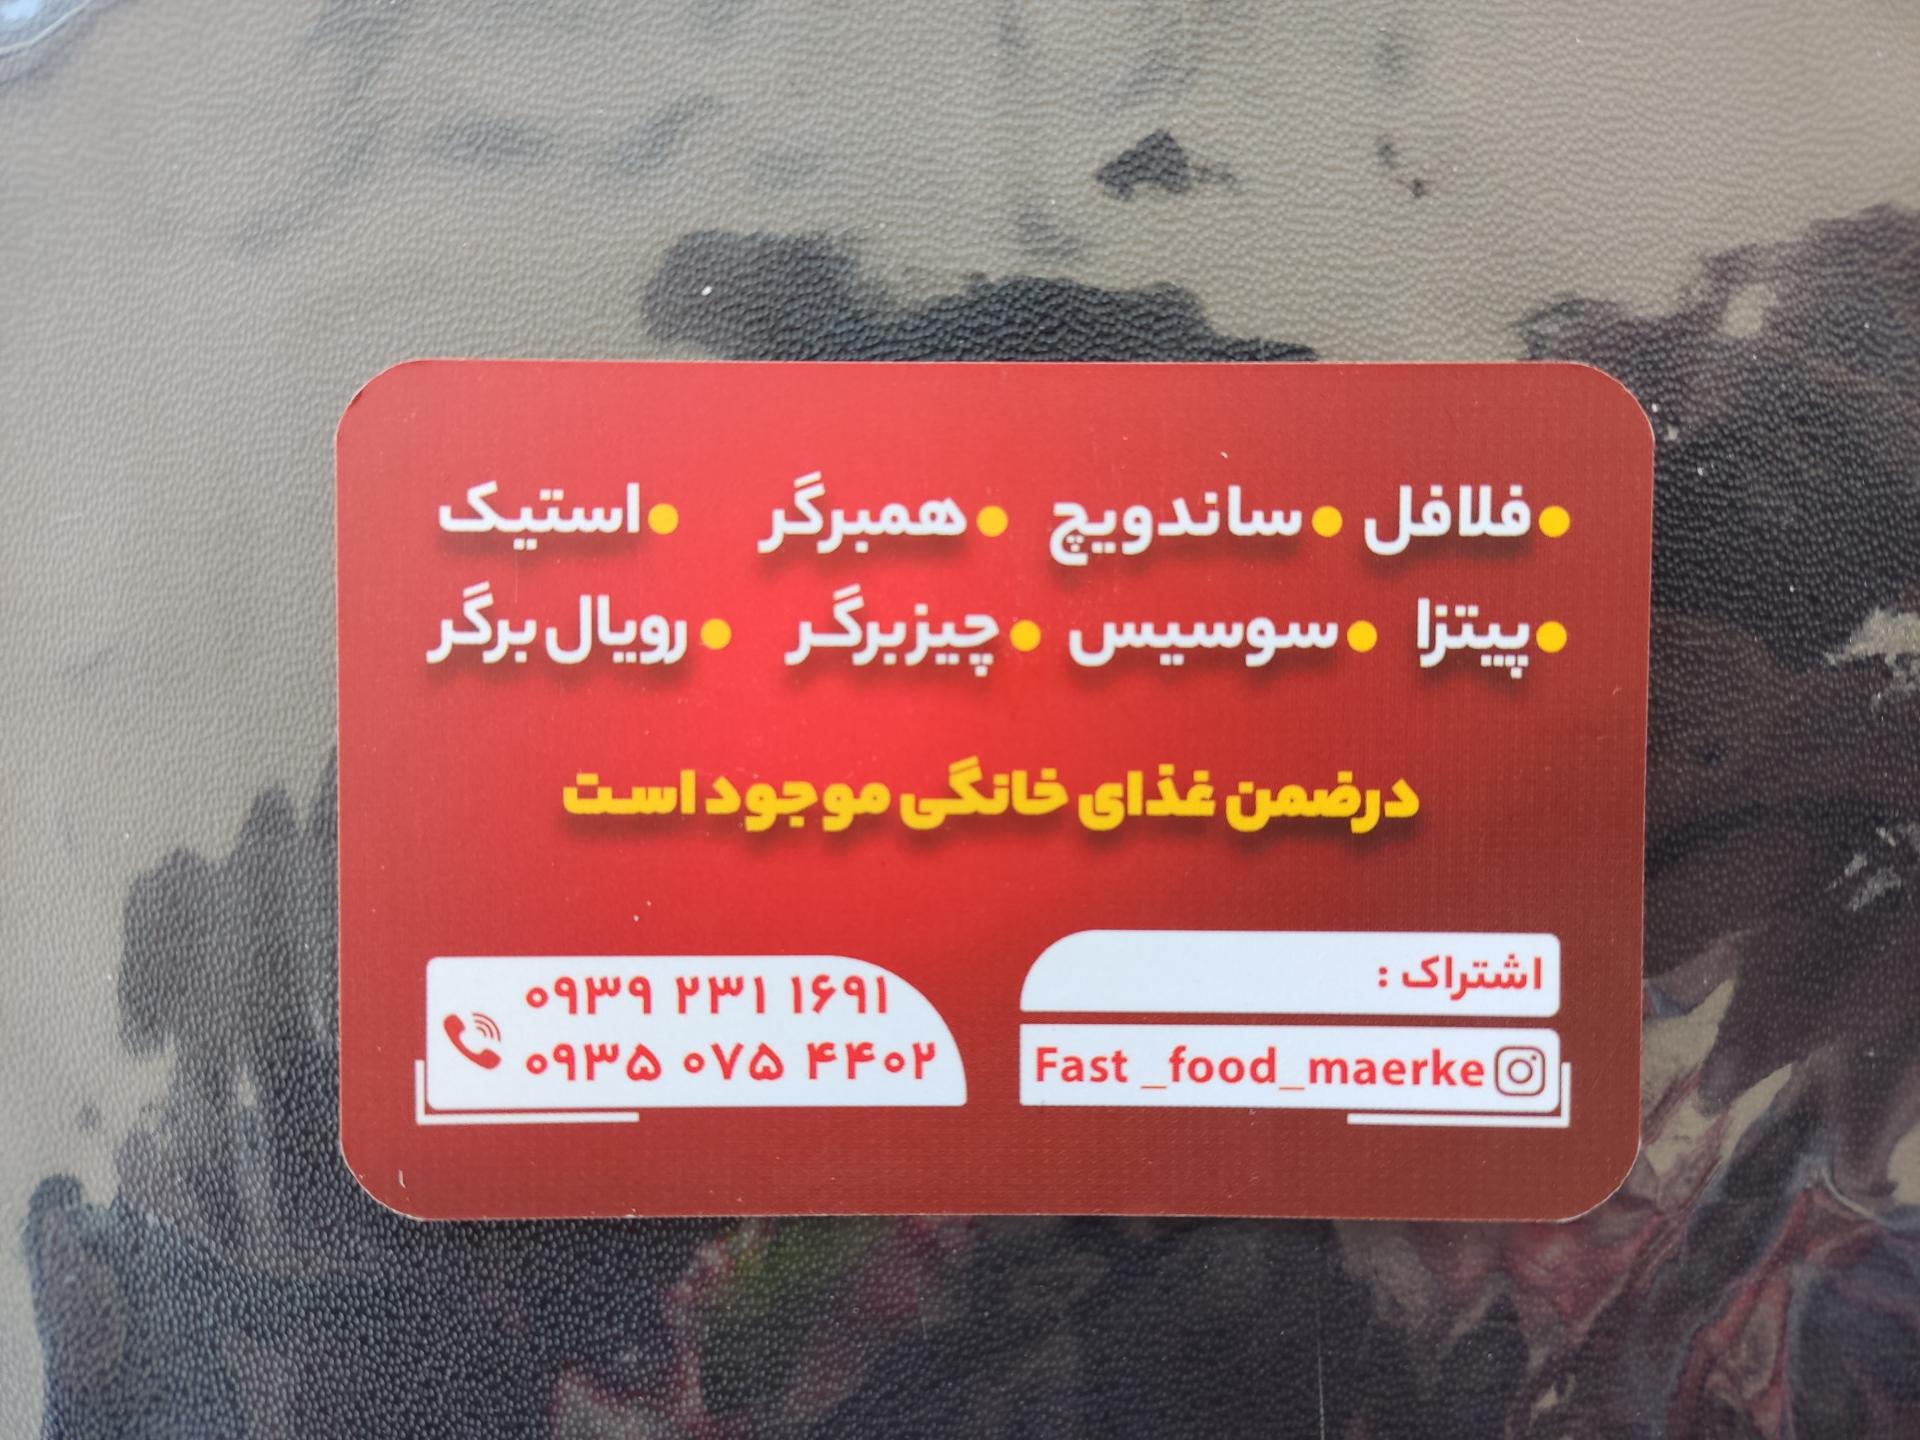 •فلافل •ساندویچ •همبرگر •استیک
•پیتزا •سوسیس •چیزبرگر •رویال برگر
درضمن غذای خانگی موجود است
اشتراک :
Fast _food_maerke
۰۹۳۹ ۲۳۱ ۱۶۹۱
۰۹۳۵ ۰۷۵ ۴۴۰۲